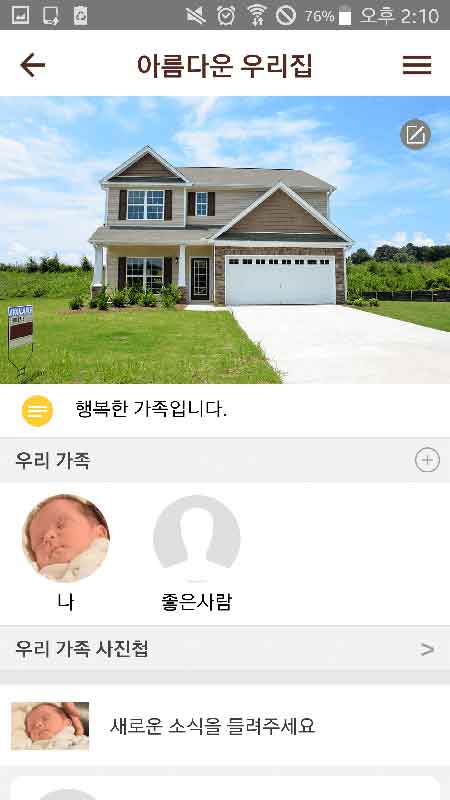 76% 오후 2:10
아름다운 우리집
행복한 가족입니다.
우리 가족
나
좋은사람
우리 가족 사진첩
새로운 소식을 들려주세요